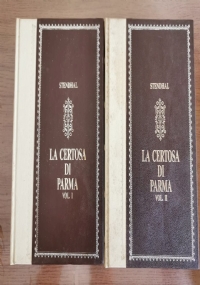 STENDHAL
LA CERTOSA
DI
PARMA
VOL. I
STENDHAL
LA CERTOSA
DI
PARMA
VOL. II